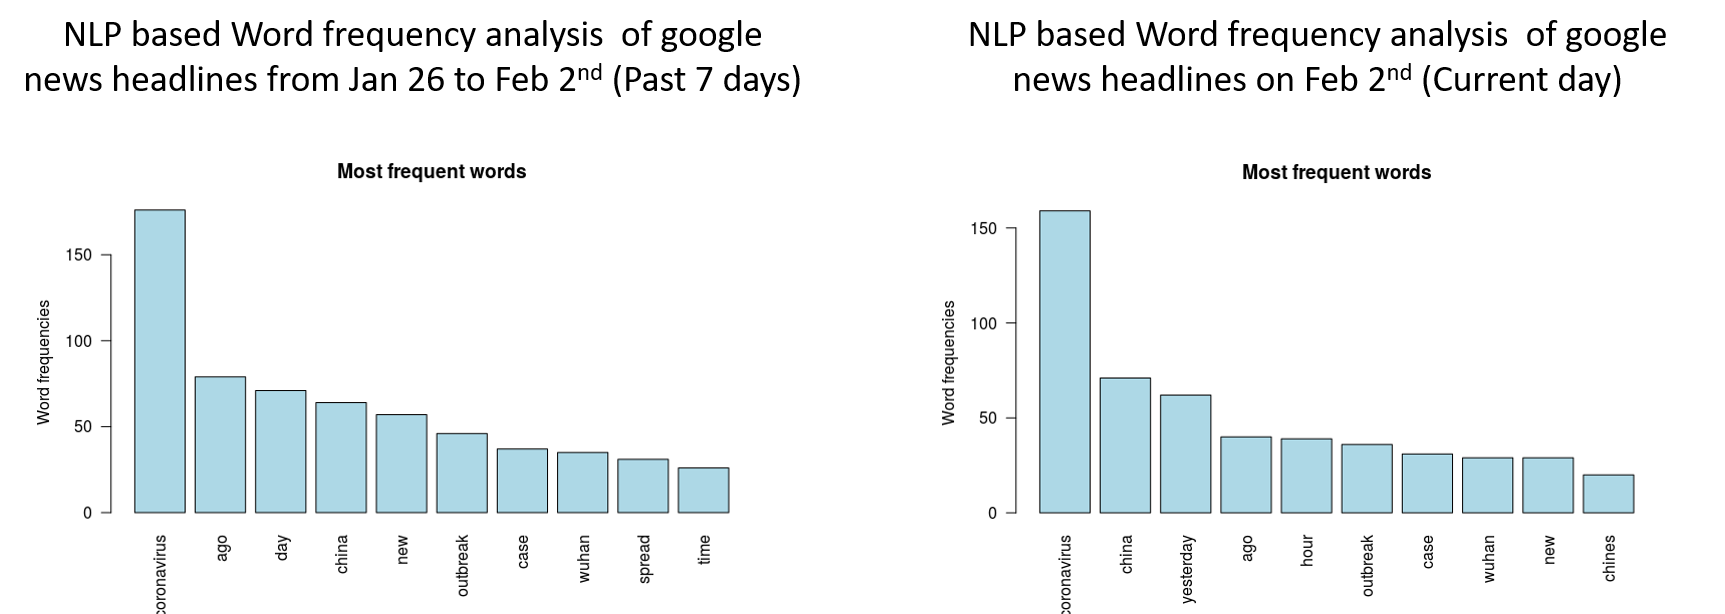 NLP based Word frequency analysis of google
news headlines from Jan 26 to Feb 2nd (Past 7 days)
Most frequent words
Word frequencies
150
100
50
0
coronavirus
ago
day
china
new
outbreak
case
wuhan
spread
time
NLP based Word frequency analysis of google
news headlines on Feb 2nd (Current day)
Most frequent words
Word frequencies
150
100
50
0
coronavirus
china
yesterday
ago
hour
outbreak
case
wuhan
new
chines